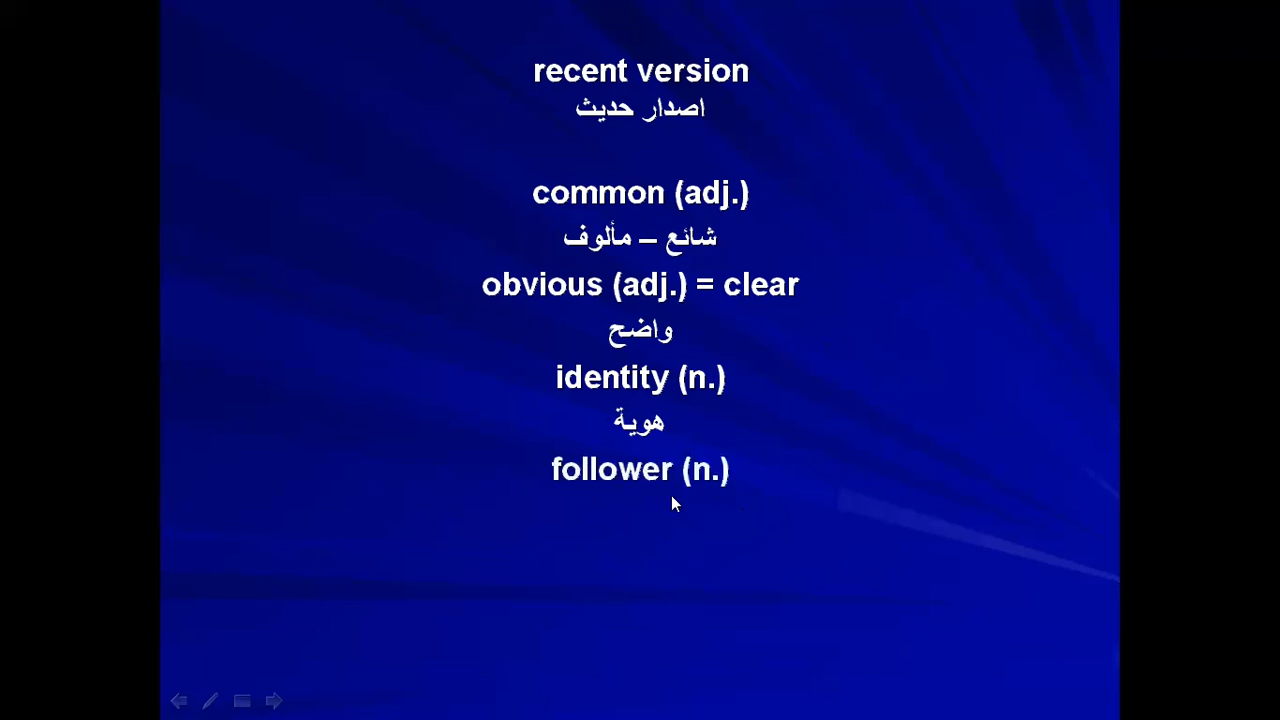 recent version
اصدار حديث
common (adj.)
شائع – مألوف
obvious (adj.) = clear
واضح
identity (n.)
هوية
follower (n.)